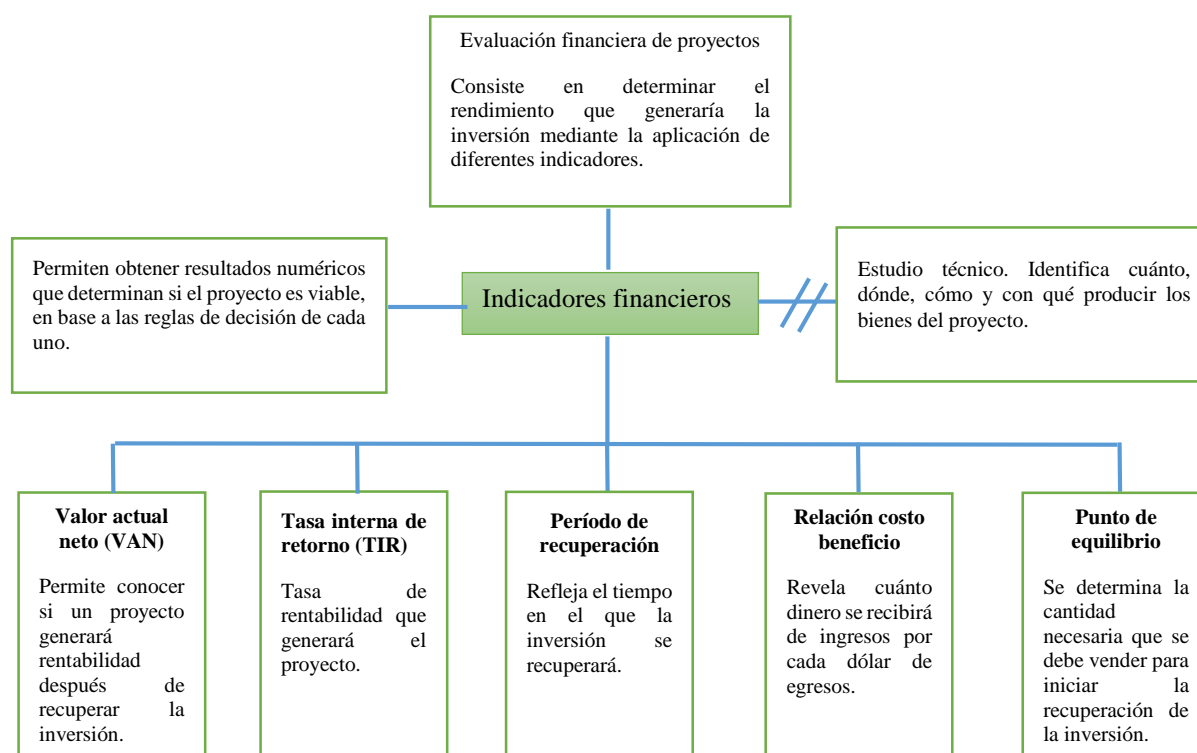 Evaluación financiera de proyectos
Consiste en determinar el
rendimiento que generaría la
inversión mediante la aplicación de
diferentes indicadores.
Permiten obtener resultados numéricos
que determinan si el proyecto es viable,
en base a las reglas de decisión de cada
uno.
Indicadores financieros
Estudio técnico. Identifica cuánto,
dónde, cómo y con qué producir los
bienes del proyecto.
Valor actual
neto (VAN)
Permite conocer
si un proyecto
generará
rentabilidad
después de
recuperar la
inversión.
Tasa interna de
retorno (TIR)
Tasa de
rentabilidad que
generará el
proyecto.
Período de
recuperación
Refleja el tiempo
en el que la
inversión se
recuperará.
Relación costo
beneficio
Revela cuánto
dinero se recibirá
de ingresos por
cada dólar de
egresos.
Punto de
equilibrio
Se determina la
cantidad
necesaria que se
debe vender para
iniciar la
recuperación de
la inversión.